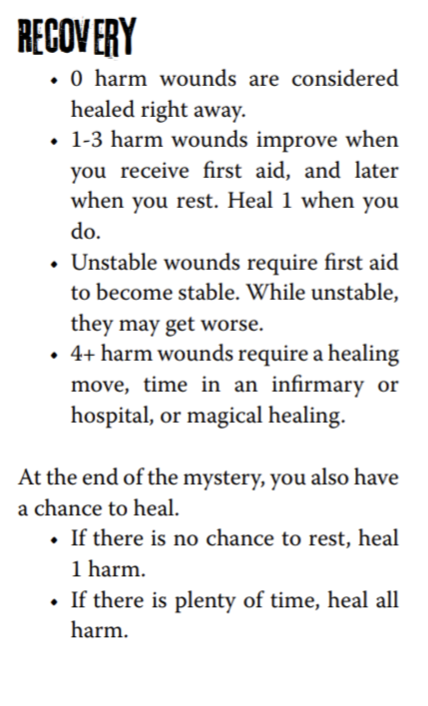 RECOVERY
• 0 harm wounds are considered
healed right away.
• 1-3 harm wounds improve when
you receive first aid, and later
when you rest. Heal 1 when you
do.
• Unstable wounds require first aid
to become stable. While unstable,
they may get worse.
• 4+ harm wounds require a healing
move, time in an infirmary or
hospital, or magical healing.
At the end of the mystery, you also have
a chance to heal.
• If there is no chance to rest, heal
1 harm.
• If there is plenty of time, heal all
harm.